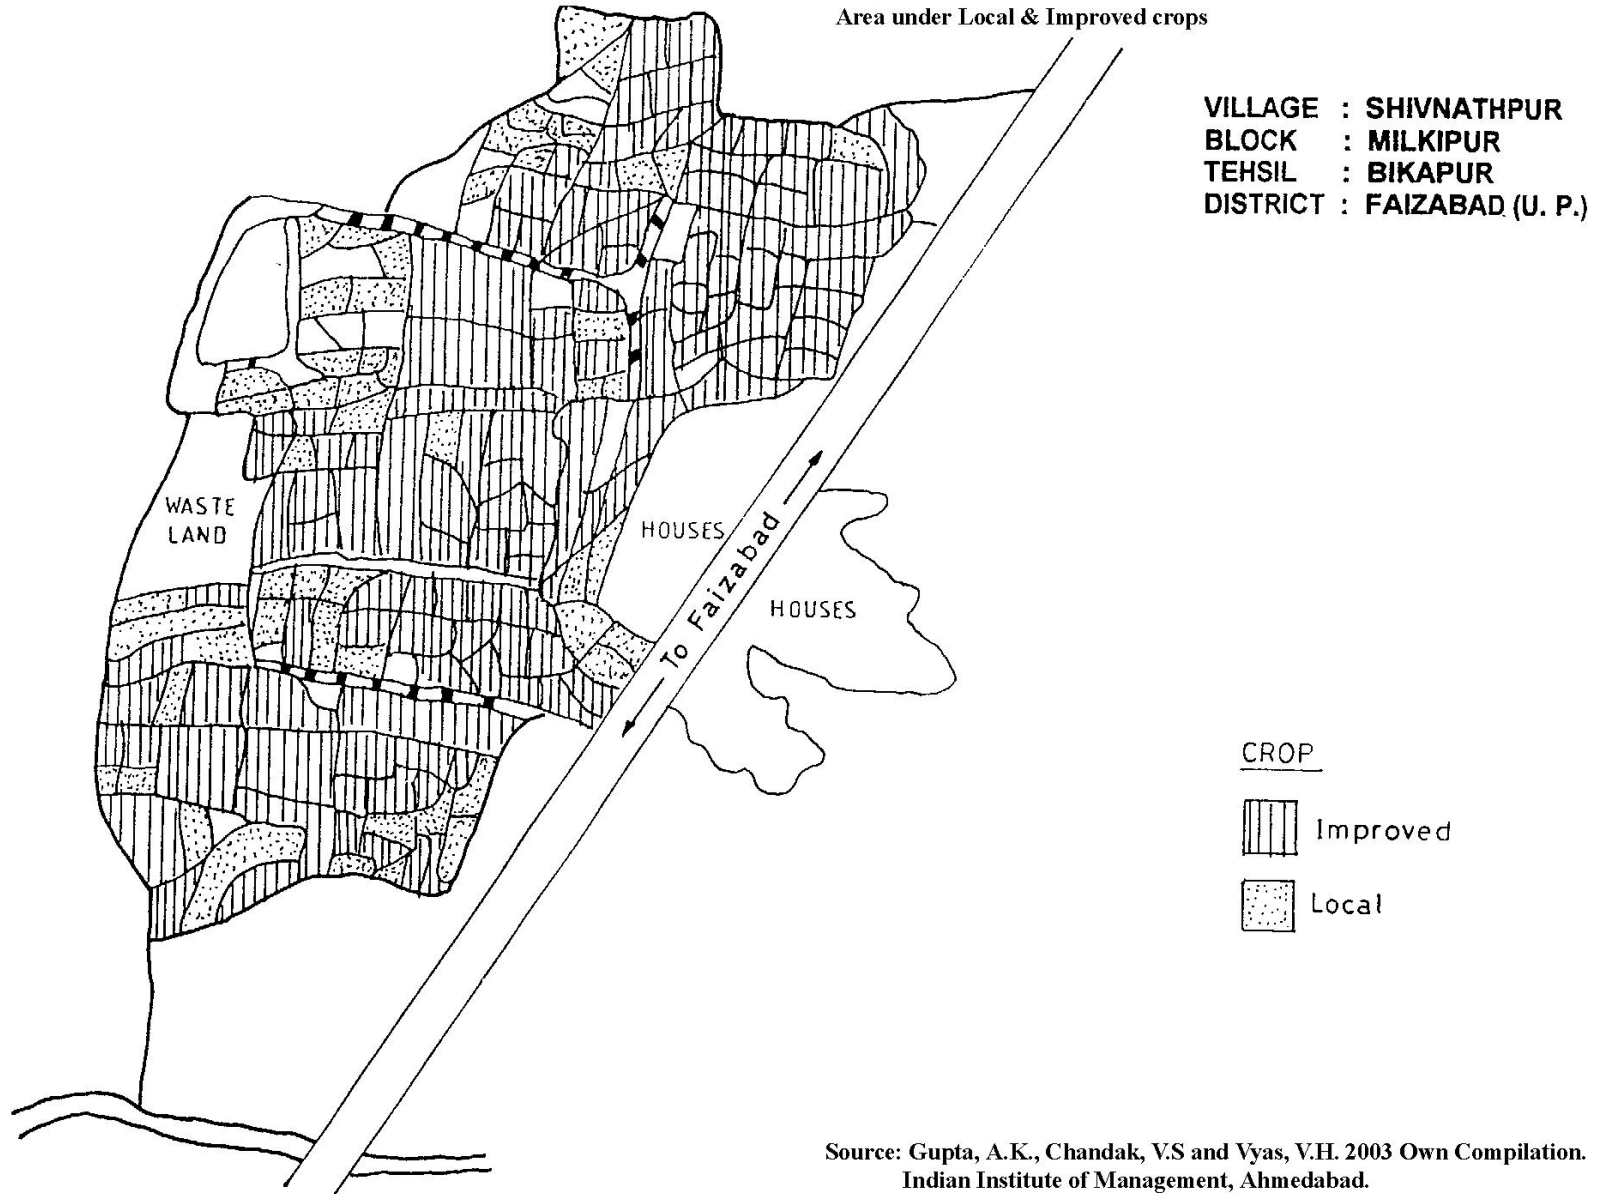 Area under Local & Improved crops
VILLAGE : SHIVNATHPUR
BLOCK : MILKIPUR
TEHSIL : BIKAPUR
DISTRICT : FAIZABAD (U. P.)
WASTE
LAND
HOUSES
To Faizabad
HOUSES
CROP
Improved
Local
Source: Gupta, A.K., Chandak, V.S and Vyas, V.H. 2003 Own Compilation.
Indian Institute of Management, Ahmedabad.